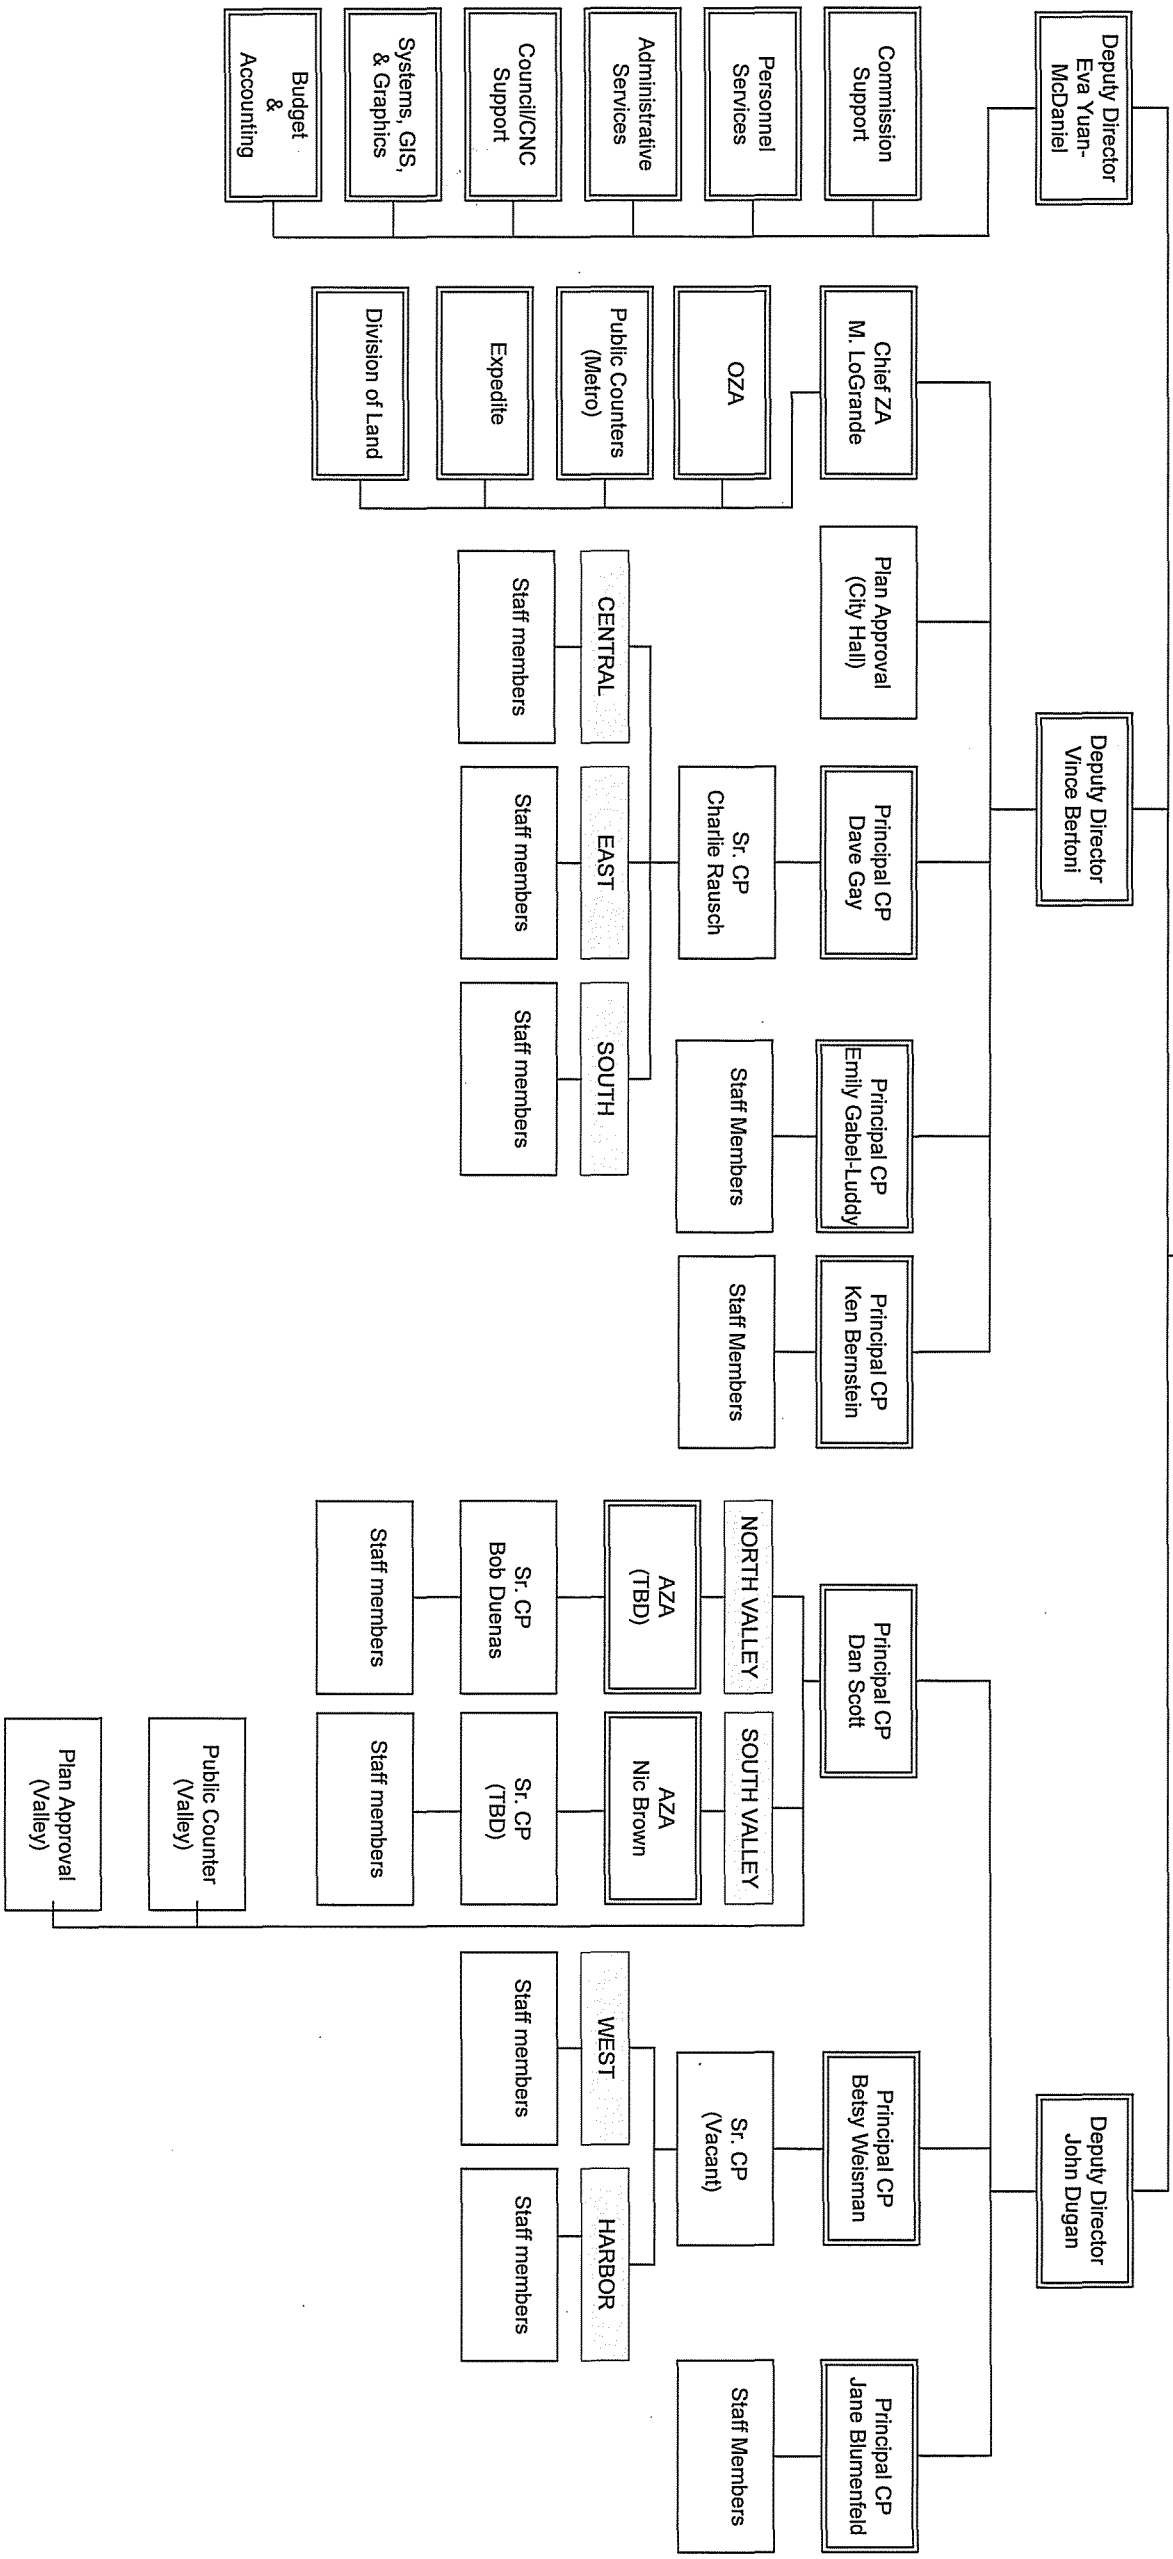 Deputy Director
Eva Yuan-
McDaniel
Commission
Support
Personnel
Services
Administrative
Services
Council/CNC
Support
Systems, GIS,
& Graphics
Budget
&
Accounting
Deputy Director
Vince Bertoni
Chief ZA
M. LoGrande
OZA
Public Counters
(Metro)
Expedite
Division of Land
Plan Approval
(City Hall)
Principal CP
Dave Gay
Sr. CP
Charlie Rausch
CENTRAL
Staff members
EAST
Staff members
SOUTH
Staff members
Principal CP
Emily Gabel-Luddy
Staff Members
Principal CP
Ken Bernstein
Staff Members
Deputy Director
John Dugan
Principal CP
Dan Scott
NORTH VALLEY
AZA
(TBD)
Sr. CP
Bob Duenas
Staff members
SOUTH VALLEY
AZA
Nic Brown
Sr. CP
(TBD)
Staff members
Public Counter
(Valley)
Plan Approval
(Valley)
Principal CP
Betsy Weisman
Sr. CP
(Vacant)
WEST
Staff members
HARBOR
Staff members
Principal CP
Jane Blumenfeld
Staff Members